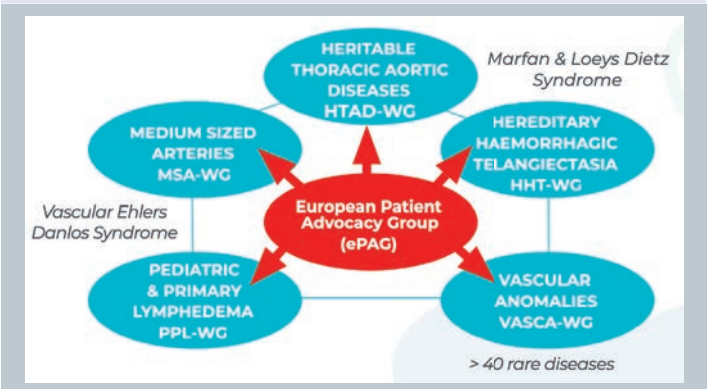 HERITABLE
THORACIC AORTIC
DISEASES
HTAD-WG
Marfan & Loeys Dietz
Syndrome
MEDIUM SIZED
ARTERIES
MSA-WG
HEREDITARY
HAEMORRHAGIC
TELANGIECTASIA
HHT-WG
European Patient
Advocacy Group
(ePAG)
Vascular Ehlers
Danlos Syndrome
PEDIATRIC
& PRIMARY
LYMPHEDEMA
PPL-WG
VASCULAR
ANOMALIES
VASCA-WG
> 40 rare diseases